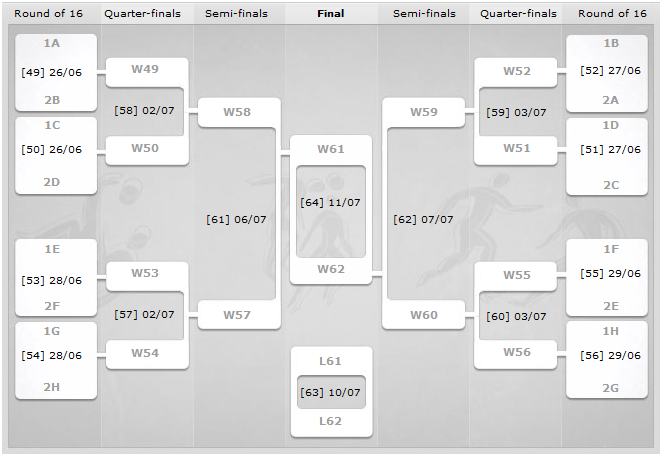 Round of 16 Quarter-finals Semi-finals Final Semi-finals Quarter-finals Round of 16
1A
[49] 26/06
2B
1C
[50] 26/06
2D
1E
[53] 28/06
2F
1G
[54] 28/06
2H
W49
[58] 02/07
W50
W53
[57] 02/07
W54
W58
[61] 06/07
W57
W61
[64] 11/07
W62
L61
[63] 10/07
L62
W59
[62] 07/07
W60
W52
[59] 03/07
W51
W55
[60] 03/07
W56
1B
[52] 27/06
2A
1D
[51] 27/06
2C
1F
[55] 29/06
2E
1H
[56] 29/06
2G